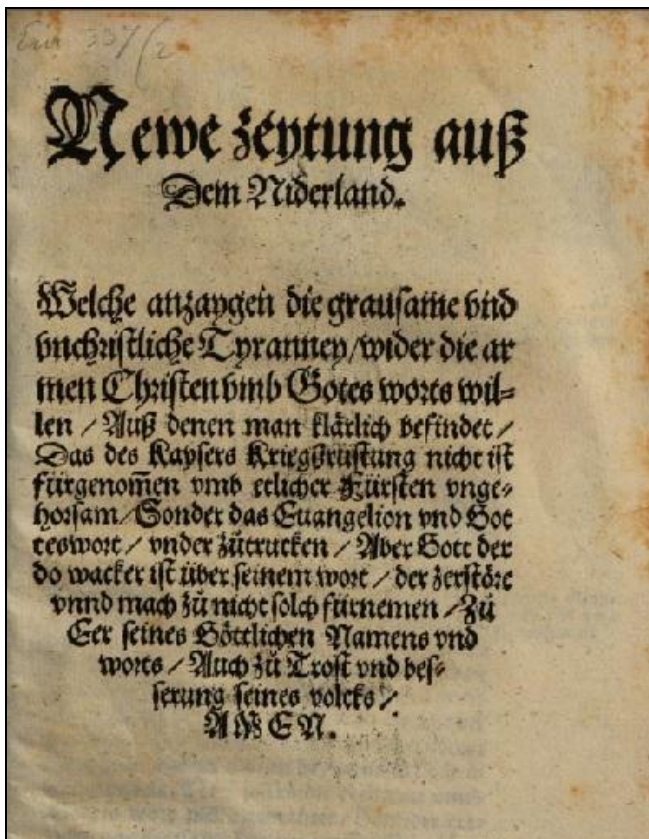 337/2
Newe zeytung auß
Dem Niderland.
Welche anzaygen die grausame vnd
vnchristliche Tyranney/wider die ar
men Christen vmb Gotes worts wil⸗
len / Auß denen man klärlich befindet /
Das des Kaysers Kriegßrüstung nicht ist
fürgenom̃en vmb etlicher Fürsten vnge⸗
horsam/Sonder das Euangelion vnd Got
teswort / vnder zůtrucken / Aber Gott der
do wacker ist über seinem wort / der zerstöre
vnnd mach zů nicht solch fürnemen / Zů
Eer seines Göttlichen Namens vnd
worts / Auch zů Trost vnd bes⸗
serung seines volcks /
AMEN.